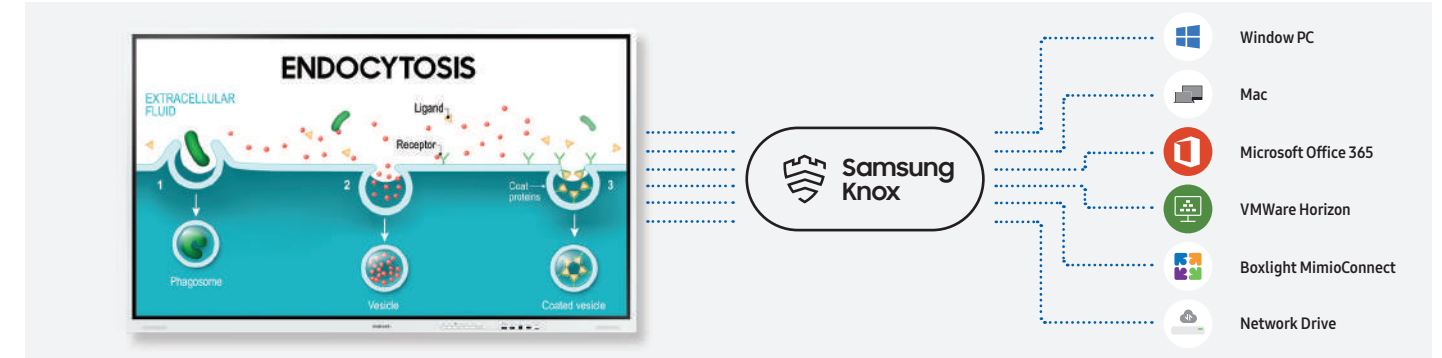 ENDOCYTOSIS
EXTRACELLULAR
FLUID
Ligand
Receptor
1
2
Coat
proteins
3
Phagosome
Vesicle
Coated vesicle
SAMSUNG
Samsung
Knox
Window PC
Mac
Microsoft Office 365
VMWare Horizon
Boxlight MimioConnect
Network Drive